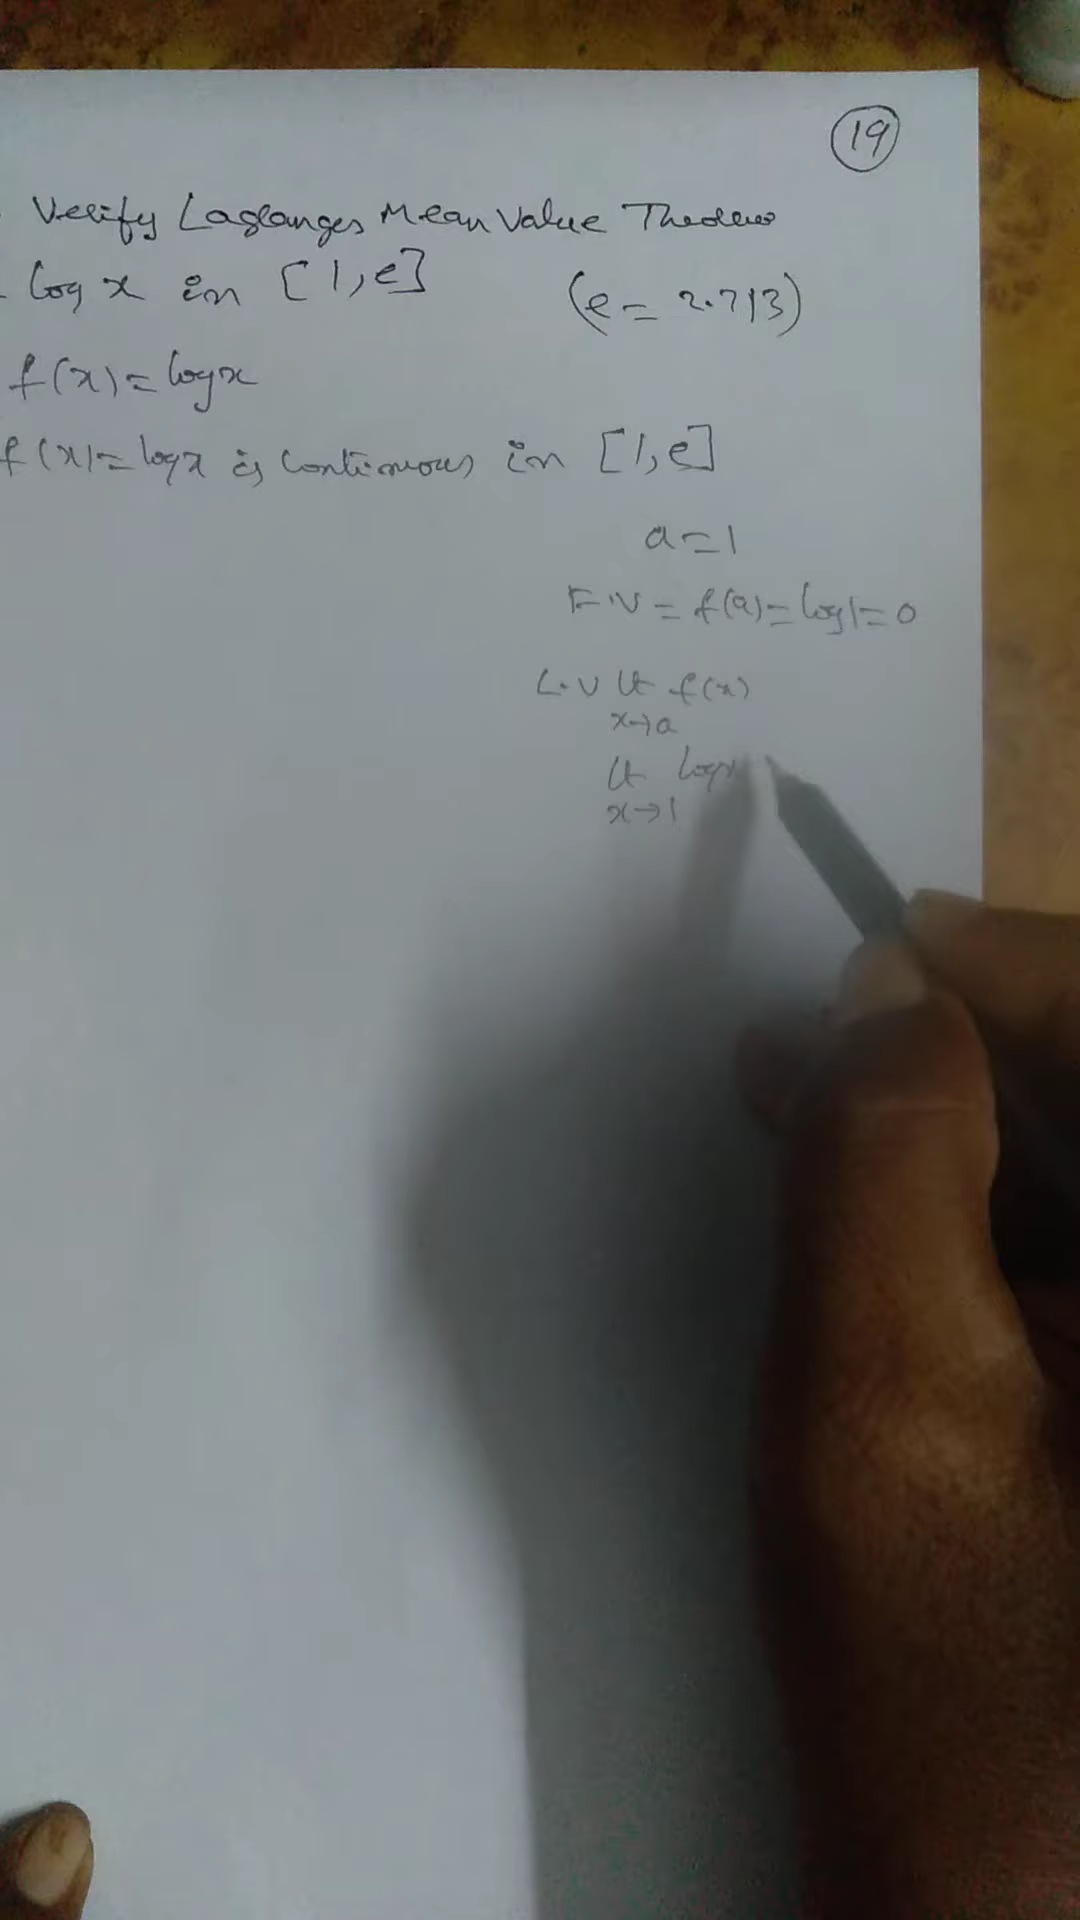 19
Verify Lagranges Mean Value Theorem
log x in [1,e] (e = 2.713)
f(x) = log x
f(x) = log x is continuous in [1,e]
a = 1
F.V = f(a) = log 1 = 0
L.V lt f(x)
x→a
lt log x
x→1